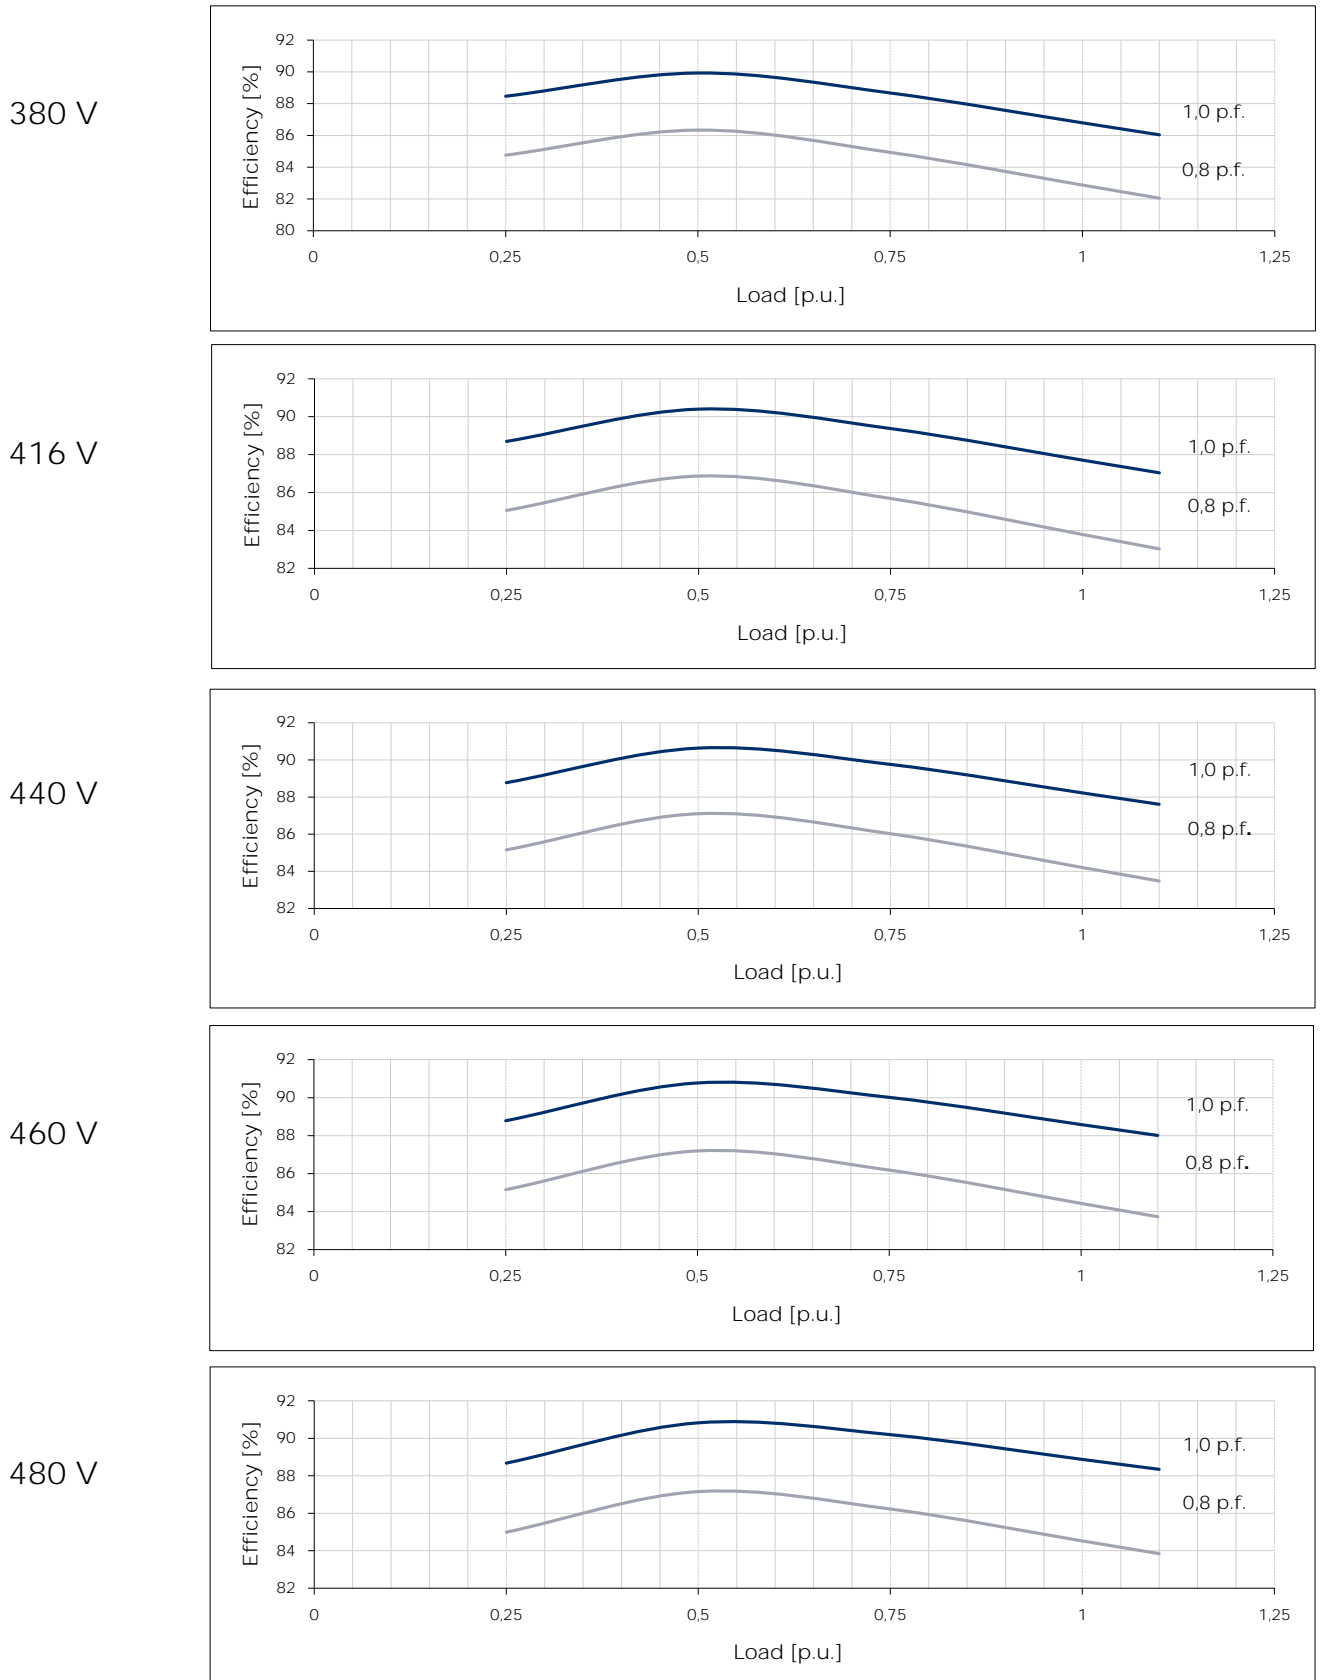 380 V
Efficiency [%]
92
90
88
86
84
82
80
1,0 p.f.
0,8 p.f.
0
0,25
0,5
0,75
1
1,25
Load [p.u.]
416 V
Efficiency [%]
92
90
88
86
84
82
1,0 p.f.
0,8 p.f.
0
0,25
0,5
0,75
1
1,25
Load [p.u.]
440 V
Efficiency [%]
92
90
88
86
84
82
1,0 p.f.
0,8 p.f.
0
0,25
0,5
0,75
1
1,25
Load [p.u.]
460 V
Efficiency [%]
92
90
88
86
84
82
1,0 p.f.
0,8 p.f.
0
0,25
0,5
0,75
1
1,25
Load [p.u.]
480 V
Efficiency [%]
92
90
88
86
84
82
1,0 p.f.
0,8 p.f.
0
0,25
0,5
0,75
1
1,25
Load [p.u.]